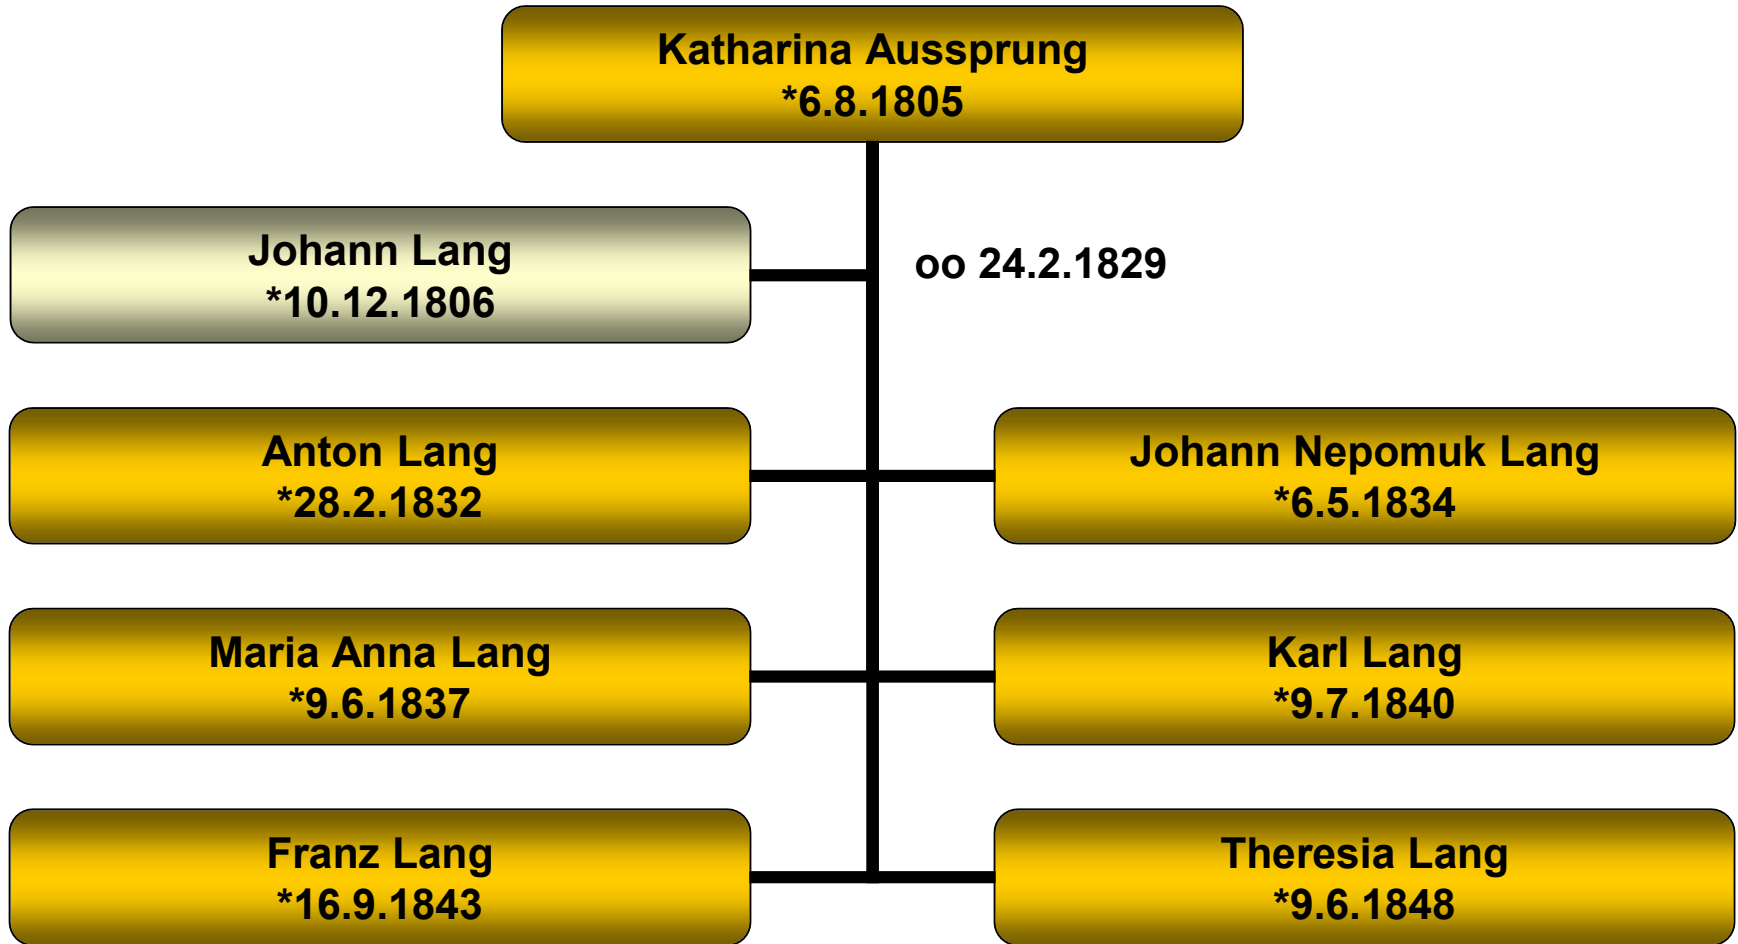 Katharina Aussprung
*6.8.1805
Johann Lang
*10.12.1806
oo 24.2.1829
Anton Lang
*28.2.1832
Johann Nepomuk Lang
*6.5.1834
Maria Anna Lang
*9.6.1837
Karl Lang
*9.7.1840
Franz Lang
*16.9.1843
Theresia Lang
*9.6.1848